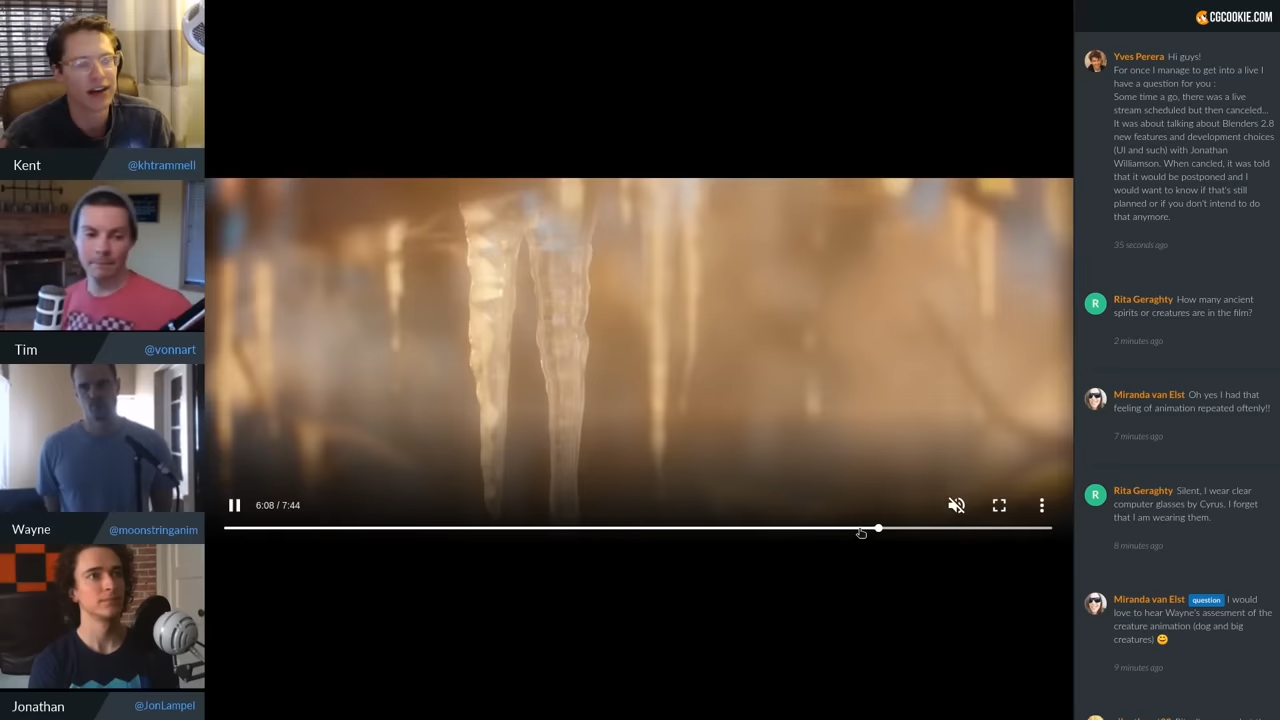 Kent @khtrammell
Tim @vonnart
Wayne @moonstringanim
Jonathan @JonLampel
6:08 / 7:44
CGCOOKIE.COM
Yves Perera Hi guys!
For once I manage to get into a live I
have a question for you :
Some time a go, there was a live
stream scheduled but then canceled...
It was about talking about Blenders 2.8
new features and development choices
(UI and such) with Jonathan
Williamson. When cancled, it was told
that it would be postponed and I
would want to know if that's still
planned or if you don't intend to do
that anymore.
35 seconds ago
R
Rita Geraghty How many ancient
spirits or creatures are in the film?
2 minutes ago
Miranda van Elst Oh yes I had that
feeling of animation repeated oftenly!!
7 minutes ago
R
Rita Geraghty Silent, I wear clear
computer glasses by Cyrus. I forget
that I am wearing them.
8 minutes ago
Miranda van Elst question I would
love to hear Wayne's assesment of the
creature animation (dog and big
creatures) 😊
9 minutes ago